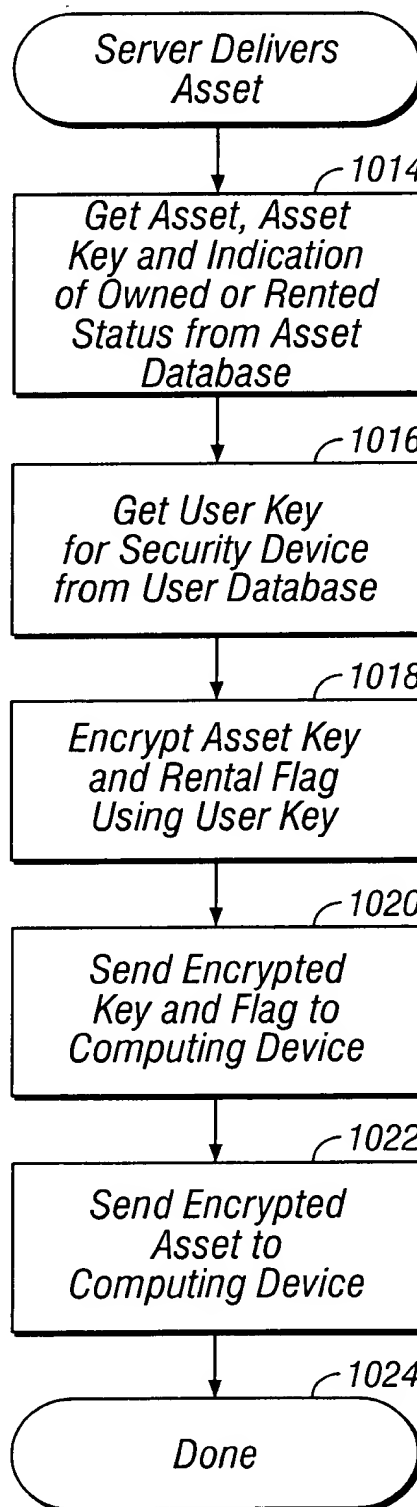 Server Delivers
Asset
1014
Get Asset, Asset
Key and Indication
of Owned or Rented
Status from Asset
Database
1016
Get User Key
for Security Device
from User Database
1018
Encrypt Asset Key
and Rental Flag
Using User Key
1020
Send Encrypted
Key and Flag to
Computing Device
1022
Send Encrypted
Asset to
Computing Device
1024
Done